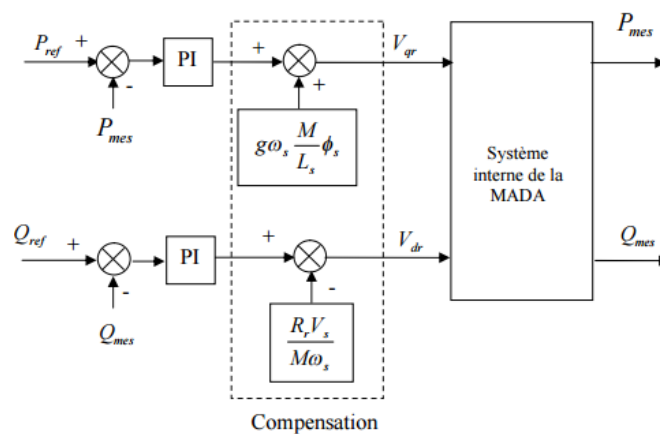 P_ref + PI + V_qr P_mes
- +
P_mes
gω_s M/L_s ϕ_s
Système
interne de la
MADA
Q_ref + PI + V_dr Q_mes
- -
Q_mes
R_r V_s / Mω_s
Compensation